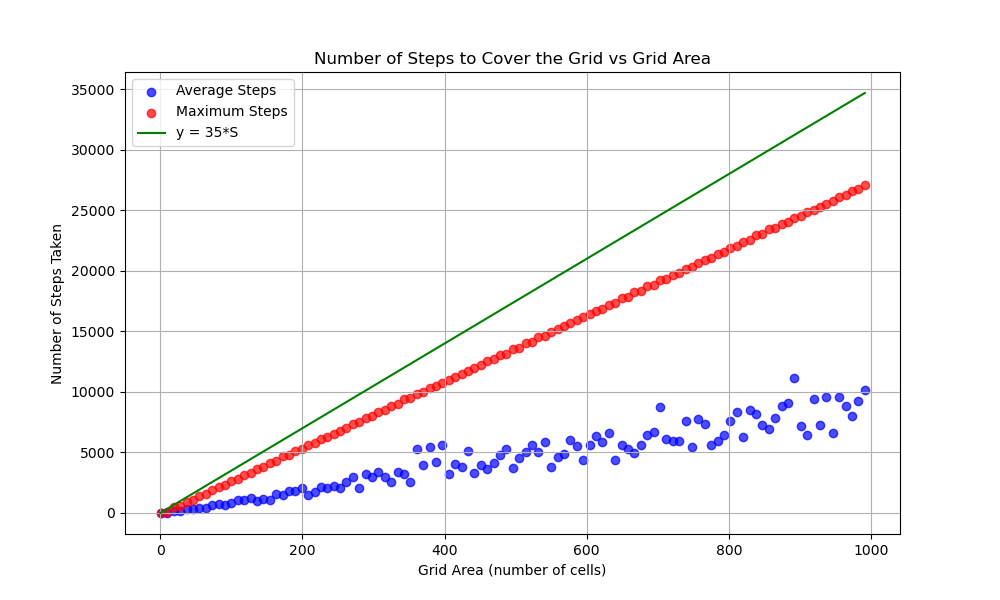 Number of Steps to Cover the Grid vs Grid Area
Average Steps
Maximum Steps
y = 35*S
Number of Steps Taken
35000
30000
25000
20000
15000
10000
5000
0
0 200 400 600 800 1000
Grid Area (number of cells)